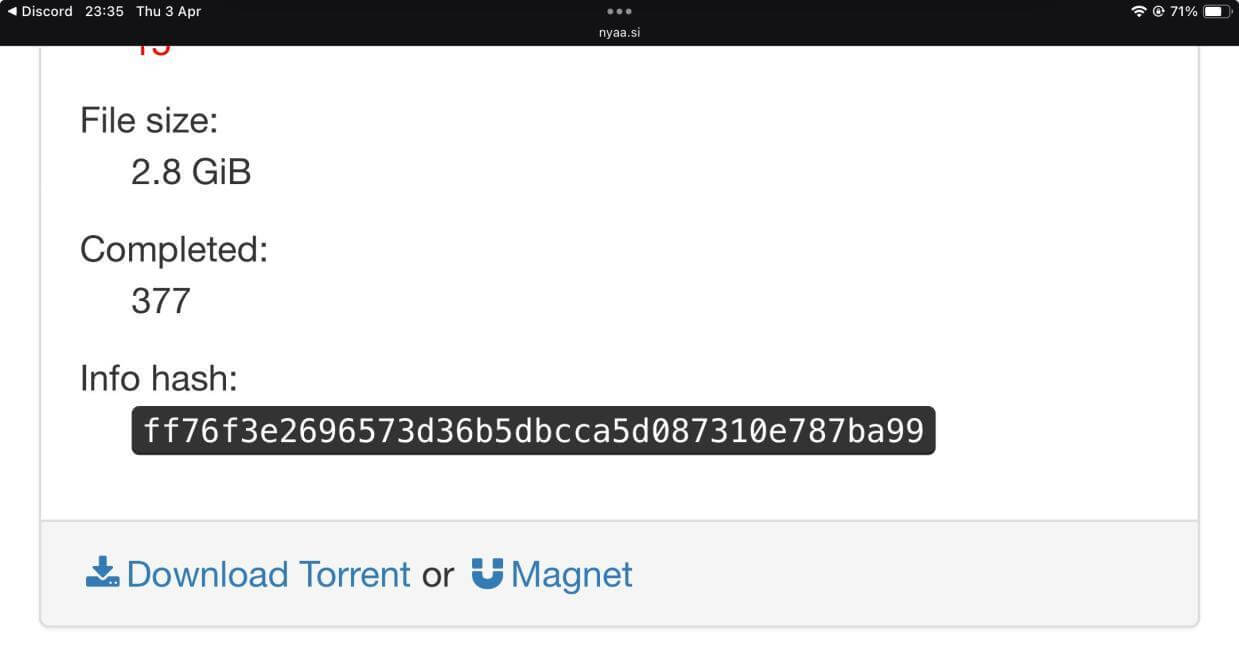 ◀ Discord 23:35 Thu 3 Apr
71%
nyaa.si
File size:
2.8 GiB
Completed:
377
Info hash:
ff76f3e2696573d36b5dbcca5d087310e787ba99
Download Torrent or Magnet